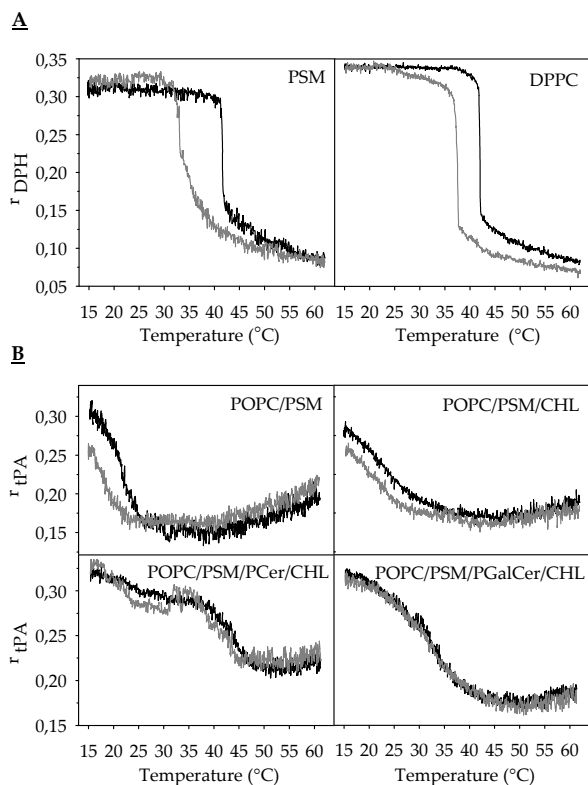 A
0,35
0,30
0,25
0,20
0,15
0,10
0,05
r DPH
PSM
DPPC
15 20 25 30 35 40 45 50 55 60
15 20 25 30 35 40 45 50 55 60
Temperature (°C)
Temperature (°C)
B
0,30
0,25
0,20
0,15
r tPA
POPC/PSM
POPC/PSM/CHL
0,30
0,25
0,20
0,15
r tPA
POPC/PSM/PCer/CHL
POPC/PSM/PGalCer/CHL
15 20 25 30 35 40 45 50 55 60
15 20 25 30 35 40 45 50 55 60
Temperature (°C)
Temperature (°C)